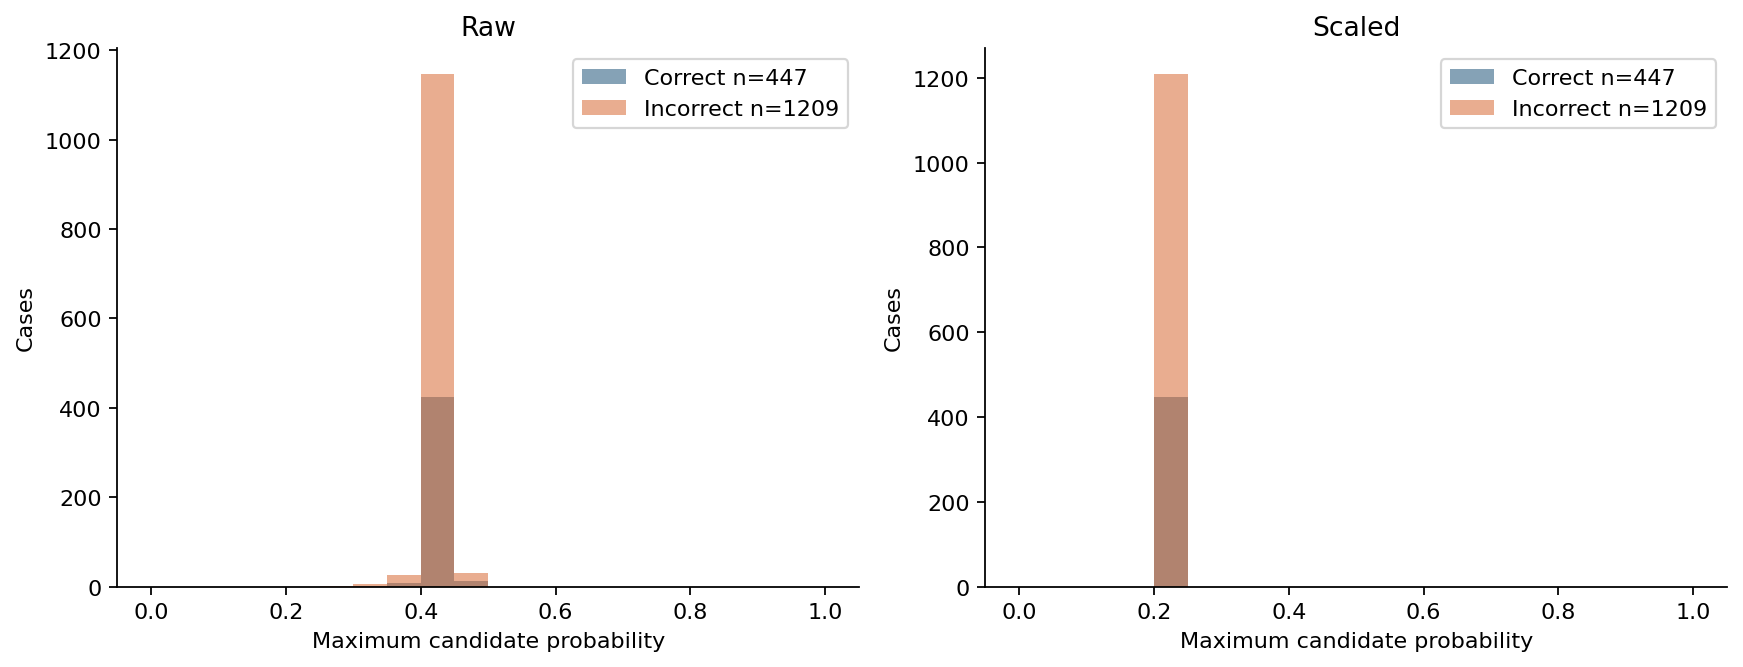 Raw
1200
1000
800
600
400
200
0
Cases
0.0 0.2 0.4 0.6 0.8 1.0
Maximum candidate probability
Correct n=447
Incorrect n=1209
Scaled
1200
1000
800
600
400
200
0
Cases
0.0 0.2 0.4 0.6 0.8 1.0
Maximum candidate probability
Correct n=447
Incorrect n=1209